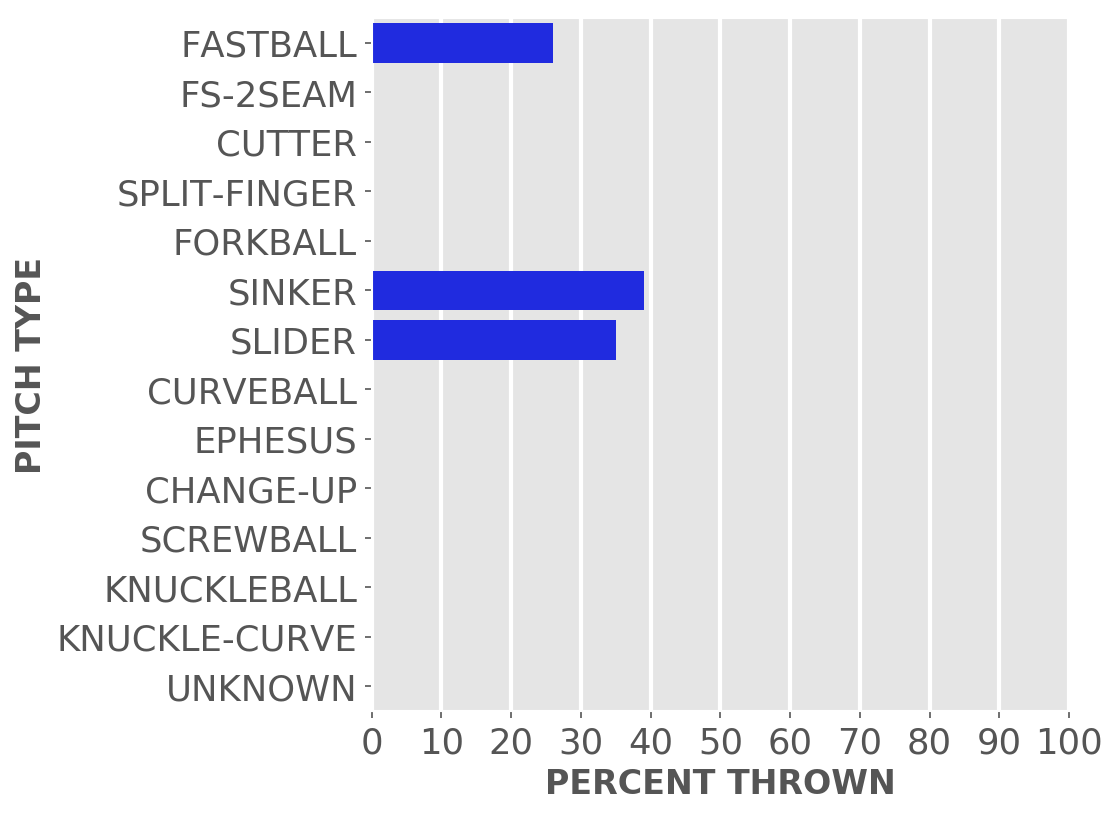 FASTBALL
FS-2SEAM
CUTTER
SPLIT-FINGER
FORKBALL
SINKER
SLIDER
CURVEBALL
EPHESUS
CHANGE-UP
SCREWBALL
KNUCKLEBALL
KNUCKLE-CURVE
UNKNOWN
PITCH TYPE
0 10 20 30 40 50 60 70 80 90 100
PERCENT THROWN